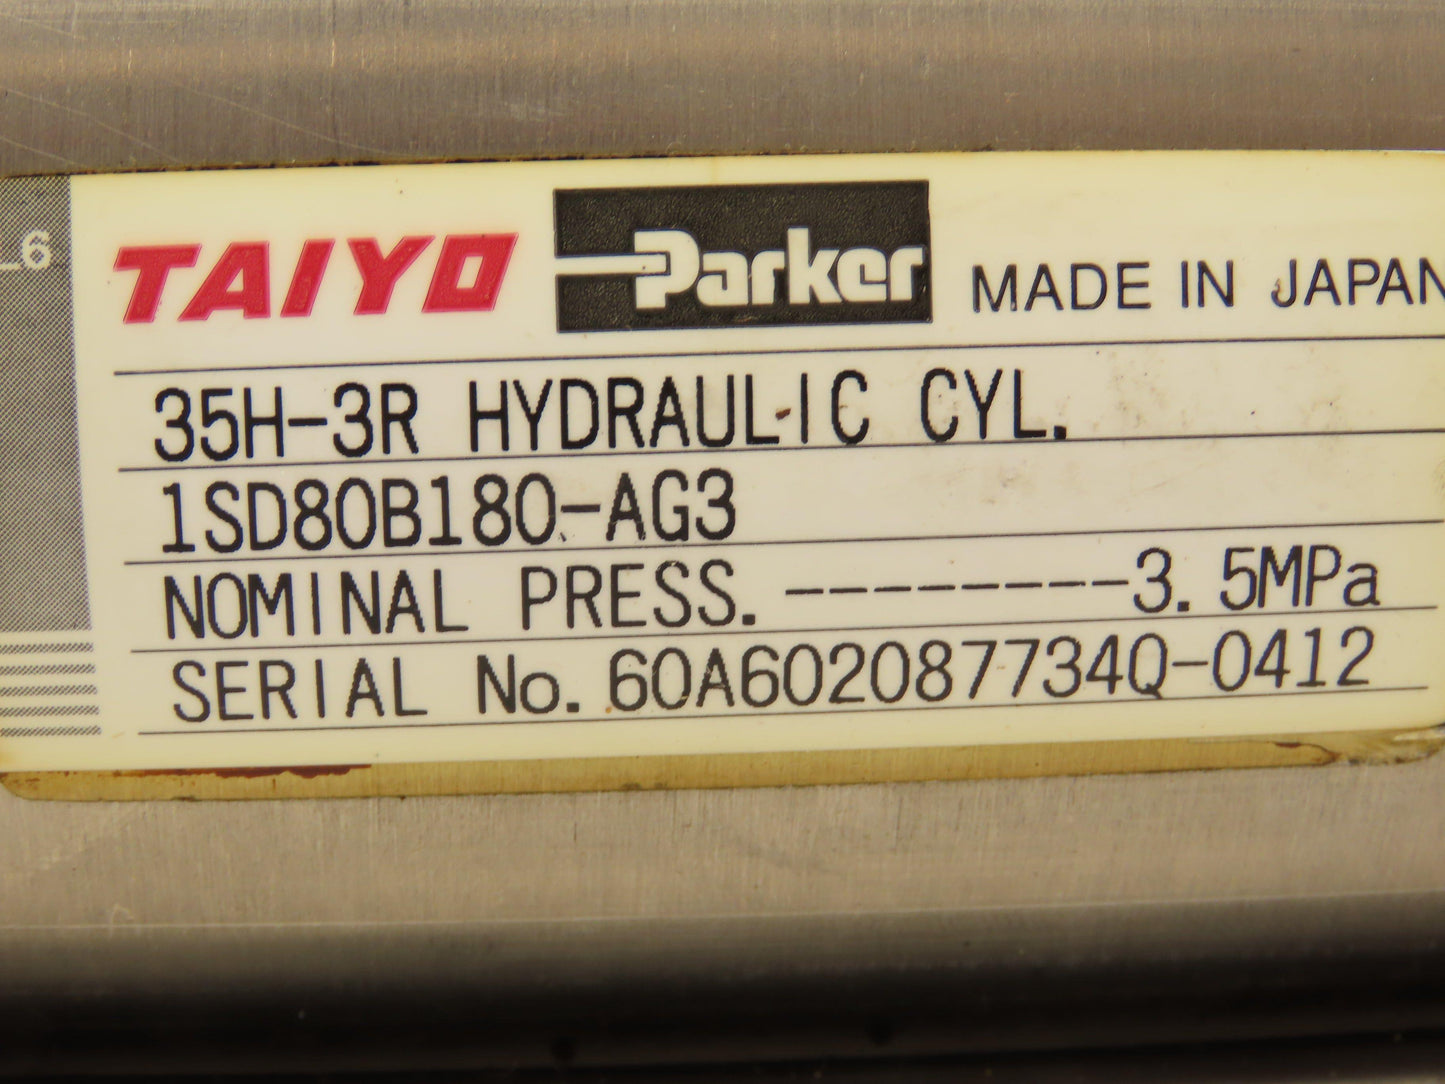 L6
TAIYO Parker MADE IN JAPAN
35H-3R HYDRAULIC CYL.
1SD80B180-AG3
NOMINAL PRESS. --------3.5MPa
SERIAL No. 60A602087734Q-0412